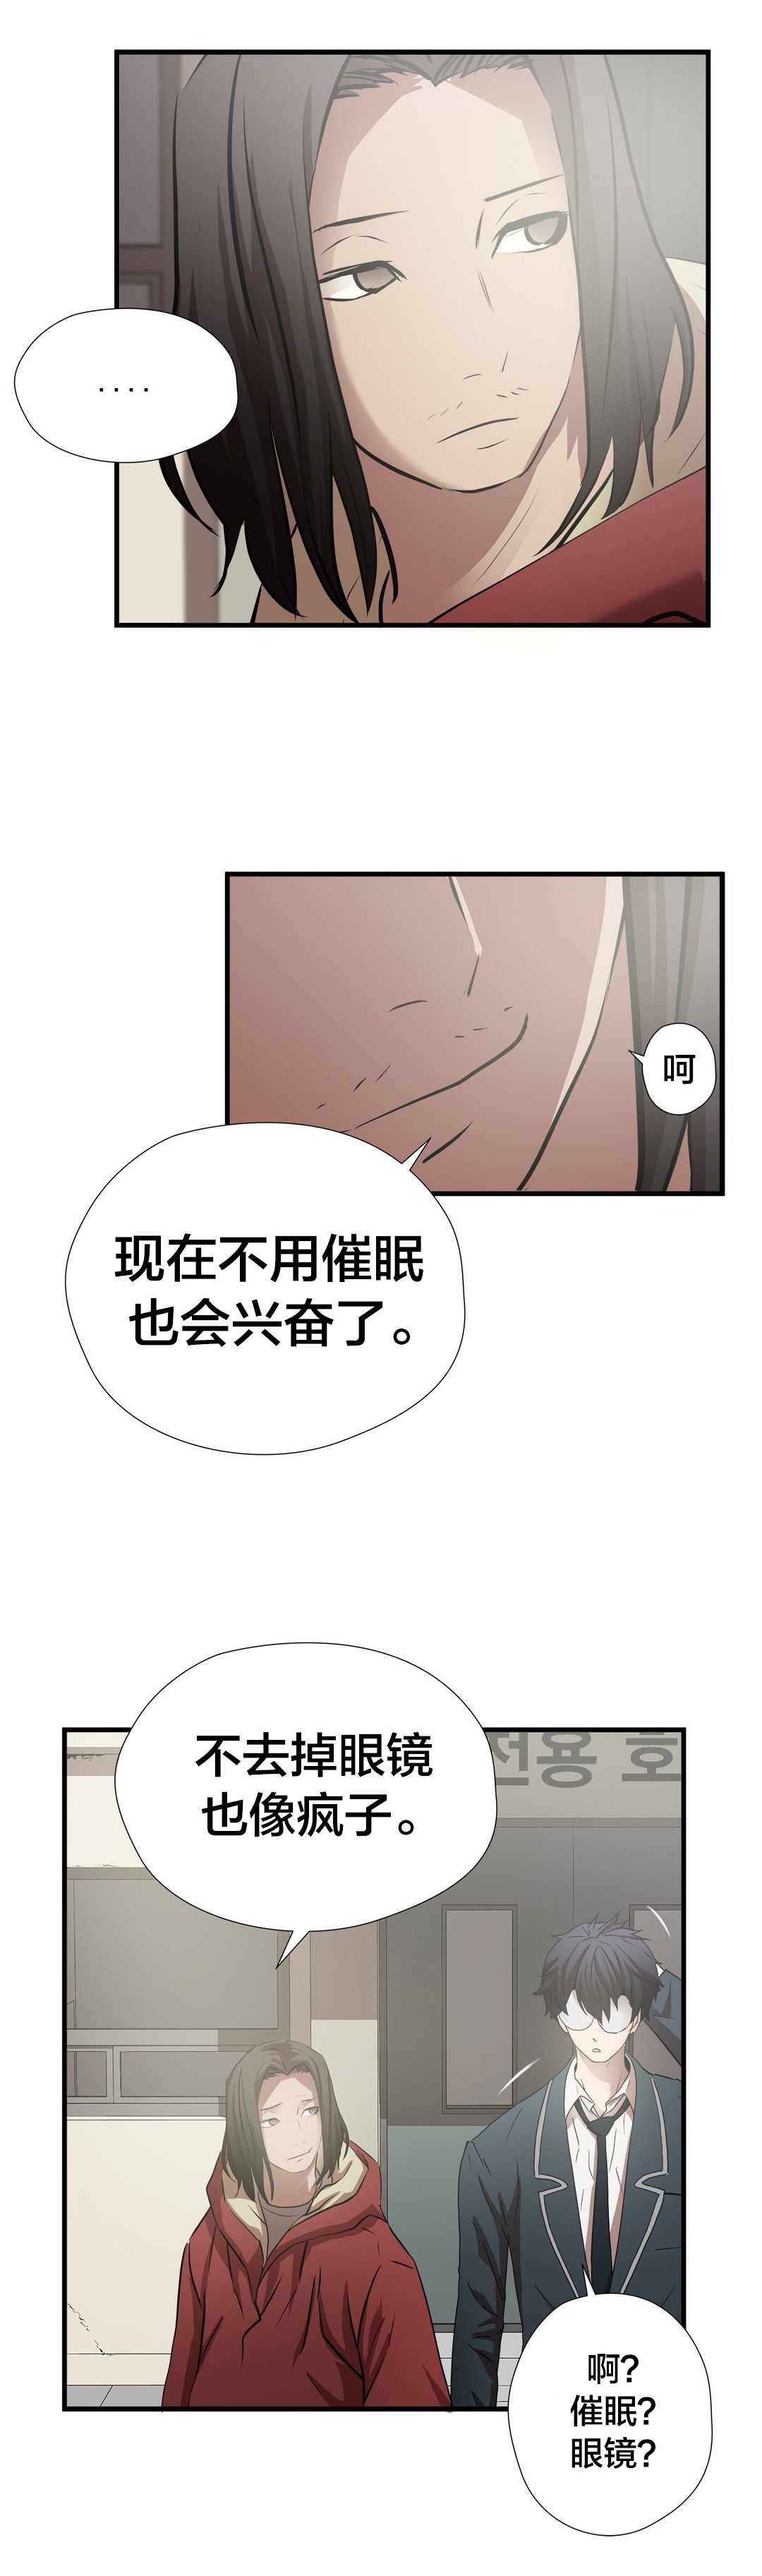 ....
呵
现在不用催眠
也会兴奋了。
不去掉眼镜
也像疯子。
전용 호
啊?
催眠?
眼镜?